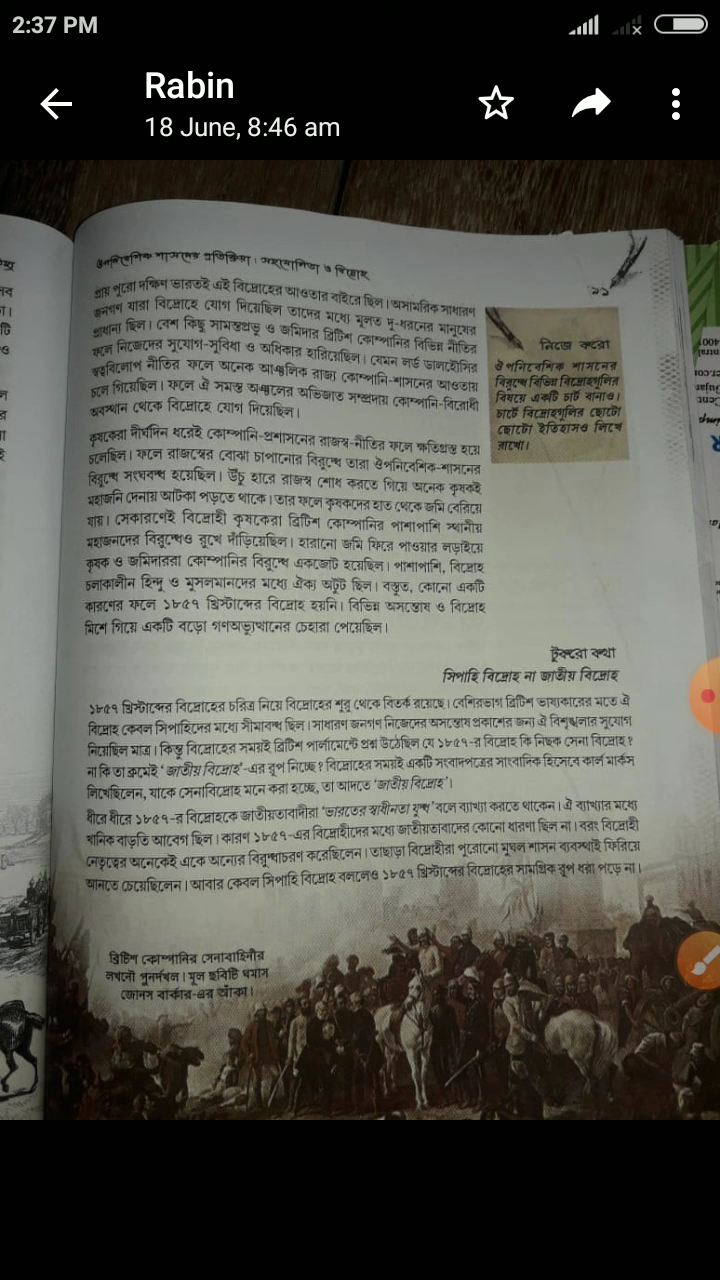 2:37 PM
Rabin
18 June, 8:46 am
ঔপনিবেশিক শাসনের প্রতিক্রিয়া : সহযোগিতা ও বিদ্রোহ
৯১
প্রায় পুরো দক্ষিণ ভারতই এই বিদ্রোহের আওতার বাইরে ছিল। অসামরিক সাধারণ
জনগণ যারা বিদ্রোহে যোগ দিয়েছিল তাদের মধ্যে মূলত দু-ধরনের মানুষের
প্রাধান্য ছিল। বেশ কিছু সামন্তপ্রভু ও জমিদার ব্রিটিশ কোম্পানির বিভিন্ন নীতির
ফলে নিজেদের সুযোগ-সুবিধা ও অধিকার হারিয়েছিল। যেমন লর্ড ডালহৌসির
স্বত্ববিলোপ নীতির ফলে অনেক আঞ্চলিক রাজ্য কোম্পানি-শাসনের আওতায়
চলে গিয়েছিল। ফলে ঐ সমস্ত অঞ্চলের অভিজাত সম্প্রদায় কোম্পানি-বিরোধী
অবস্থান থেকে বিদ্রোহে যোগ দিয়েছিল।
কৃষকেরা দীর্ঘদিন ধরেই কোম্পানি-প্রশাসনের রাজস্ব-নীতির ফলে ক্ষতিগ্রস্ত হয়ে
চলেছিল। ফলে রাজস্বের বোঝা চাপানোর বিরুদ্ধে তারা ঔপনিবেশিক-শাসনের
বিরুদ্ধে সংঘবদ্ধ হয়েছিল। উঁচু হারে রাজস্ব শোধ করতে গিয়ে অনেক কৃষকই
মহাজনি দেনায় আটকা পড়তে থাকে। তার ফলে কৃষকদের হাত থেকে জমি বেরিয়ে
যায়। সেকারণেই বিদ্রোহী কৃষকেরা ব্রিটিশ কোম্পানির পাশাপাশি স্থানীয়
মহাজনদের বিরুদ্ধেও রুখে দাঁড়িয়েছিল। হারানো জমি ফিরে পাওয়ার লড়াইয়ে
কৃষক ও জমিদাররা কোম্পানির বিরুদ্ধে একজোট হয়েছিল। পাশাপাশি, বিদ্রোহ
চলাকালীন হিন্দু ও মুসলমানদের মধ্যে ঐক্য অটুট ছিল। বস্তুত, কোনো একটি
কারণের ফলে ১৮৫৭ খ্রিস্টাব্দের বিদ্রোহ হয়নি। বিভিন্ন অসন্তোষ ও বিদ্রোহ
মিশে গিয়ে একটি বড়ো গণঅভ্যুত্থানের চেহারা পেয়েছিল।
নিজে করো
ঔপনিবেশিক শাসনের
বিরুদ্ধে বিভিন্ন বিদ্রোহগুলির
বিষয়ে একটি চার্ট বানাও।
চার্টে বিদ্রোহগুলির ছোটো
ছোটো ইতিহাসও লিখে
রাখো।
টুকরো কথা
সিপাহি বিদ্রোহ না জাতীয় বিদ্রোহ
১৮৫৭ খ্রিস্টাব্দের বিদ্রোহের চরিত্র নিয়ে বিদ্রোহের শুরু থেকে বিতর্ক রয়েছে। বেশিরভাগ ব্রিটিশ ভাষ্যকারের মতে ঐ
বিদ্রোহ কেবল সিপাহিদের মধ্যে সীমাবদ্ধ ছিল। সাধারণ জনগণ নিজেদের অসন্তোষ প্রকাশের জন্য ঐ বিশৃঙ্খলার সুযোগ
নিয়েছিল মাত্র। কিন্তু বিদ্রোহের সময়ই ব্রিটিশ পার্লামেন্টে প্রশ্ন উঠেছিল যে ১৮৫৭-র বিদ্রোহ কি নিছক সেনা বিদ্রোহ?
না কি তা ক্রমেই 'জাতীয় বিদ্রোহ'-এর রূপ নিচ্ছে? বিদ্রোহের সময়ই একটি সংবাদপত্রের সাংবাদিক হিসেবে কার্ল মার্কস
লিখেছিলেন, যাকে সেনাবিদ্রোহ মনে করা হচ্ছে, তা আদতে 'জাতীয় বিদ্রোহ'।
ধীরে ধীরে ১৮৫৭-র বিদ্রোহকে জাতীয়তাবাদীরা 'ভারতের স্বাধীনতা যুদ্ধ' বলে ব্যাখ্যা করতে থাকেন। ঐ ব্যাখ্যার মধ্যে
খানিক বাড়তি আবেগ ছিল। কারণ ১৮৫৭-এর বিদ্রোহীদের মধ্যে জাতীয়তাবাদের কোনো ধারণা ছিল না। বরং বিদ্রোহী
নেতৃত্বের অনেকেই একে অন্যের বিরুদ্ধাচরণ করেছিলেন। তাছাড়া বিদ্রোহীরা পুরোনো মুঘল শাসন ব্যবস্থাই ফিরিয়ে
আনতে চেয়েছিলেন। আবার কেবল সিপাহি বিদ্রোহ বললেও ১৮৫৭ খ্রিস্টাব্দের বিদ্রোহের সামগ্রিক রূপ ধরা পড়ে না।
ব্রিটিশ কোম্পানির সেনাবাহিনীর
লখনৌ পুনর্দখল। মূল ছবিটি থমাস
জোনস বার্কার-এর আঁকা।